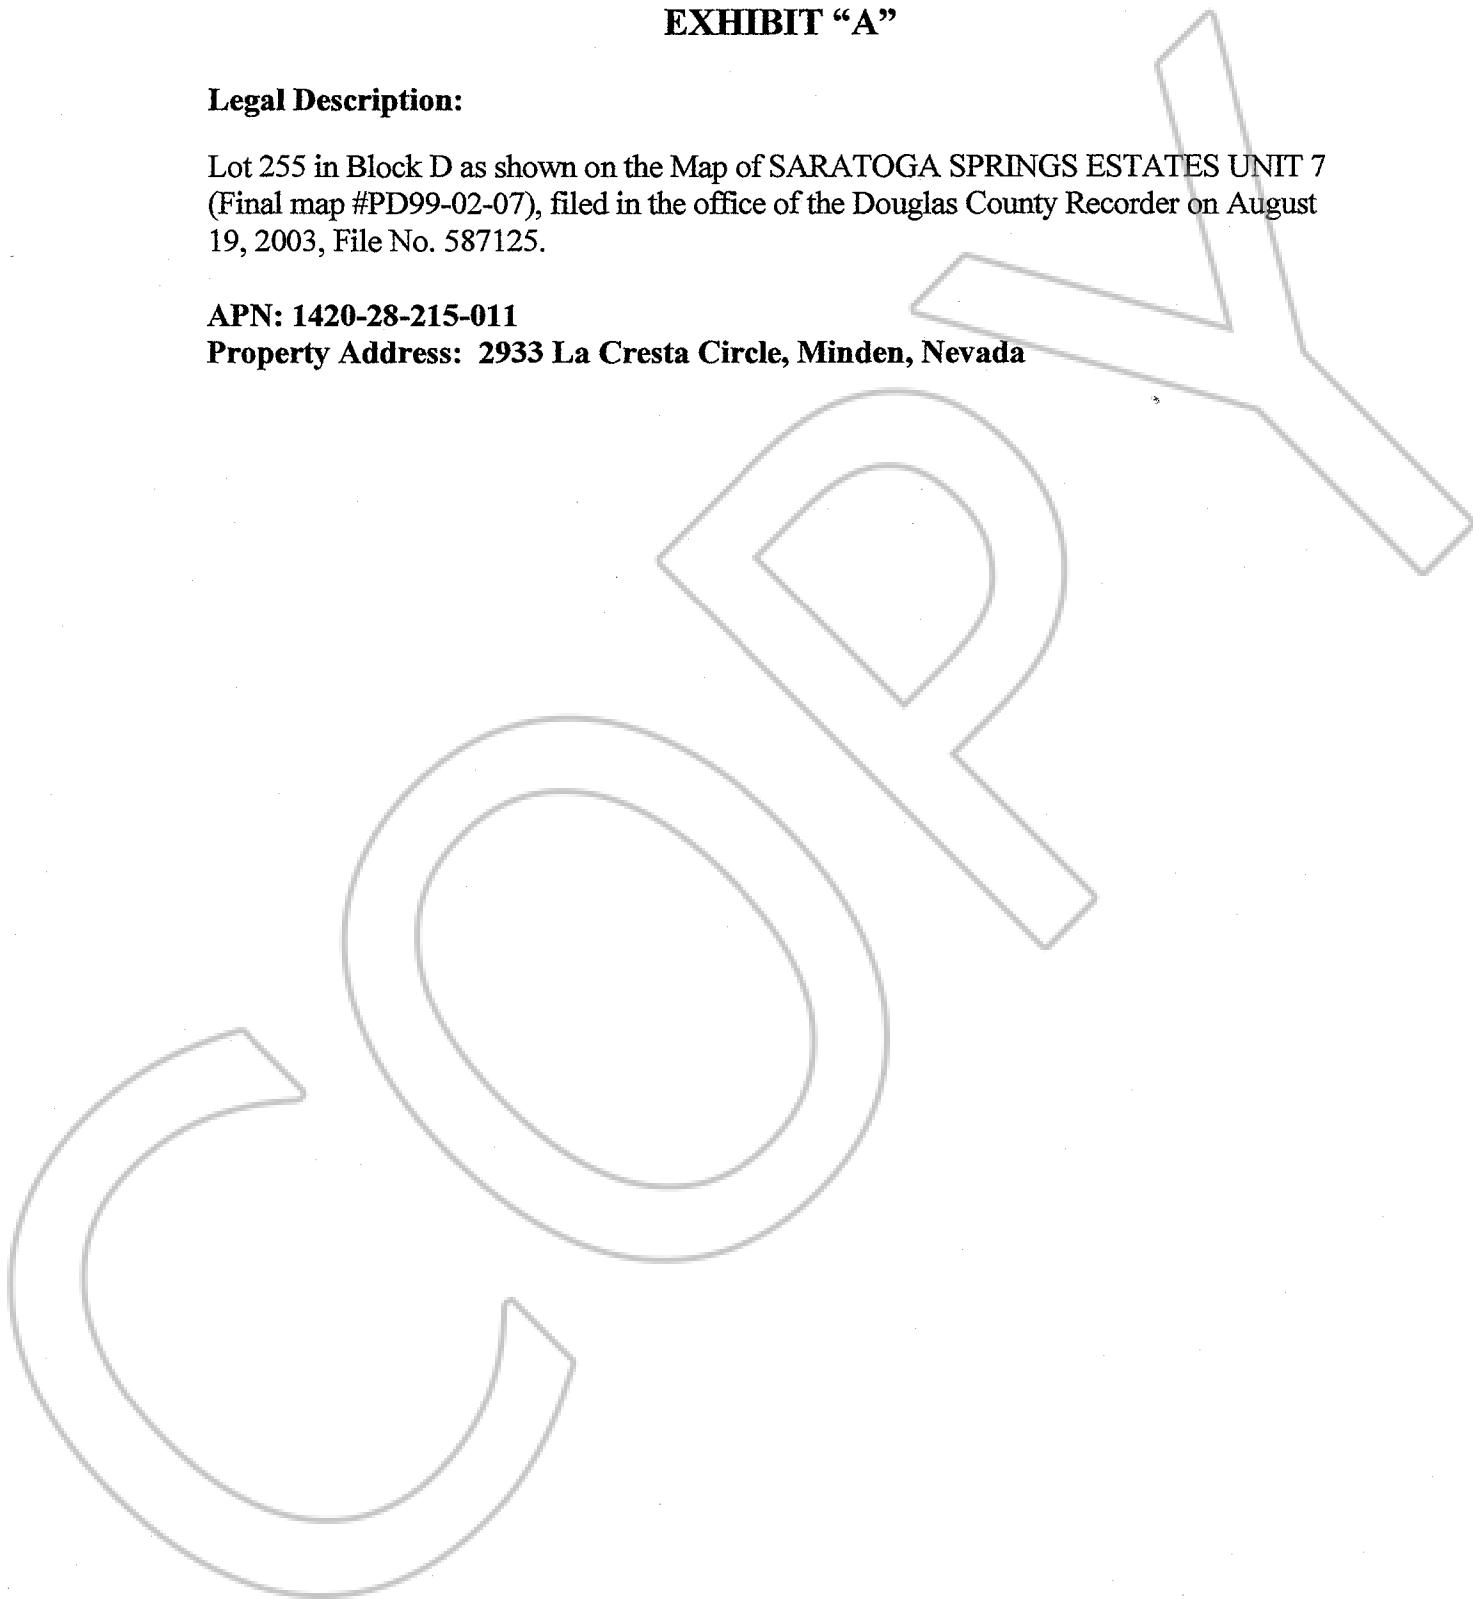 EXHIBIT “A”
Legal Description:
Lot 255 in Block D as shown on the Map of SARATOGA SPRINGS ESTATES UNIT 7
(Final map #PD99-02-07), filed in the office of the Douglas County Recorder on August
19, 2003, File No. 587125.
APN: 1420-28-215-011
Property Address:  2933 La Cresta Circle, Minden, Nevada
COPY